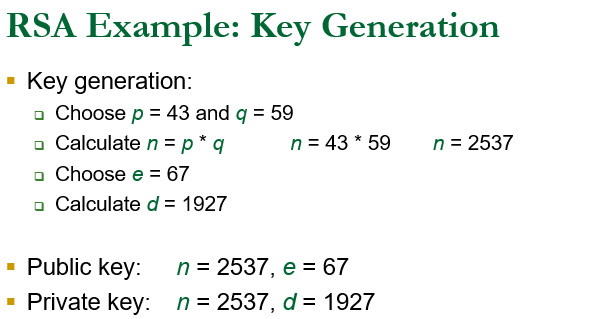 RSA Example: Key Generation
Key generation:
Choose p = 43 and q = 59
Calculate n = p * q n = 43 * 59 n = 2537
Choose e = 67
Calculate d = 1927
Public key: n = 2537, e = 67
Private key: n = 2537, d = 1927